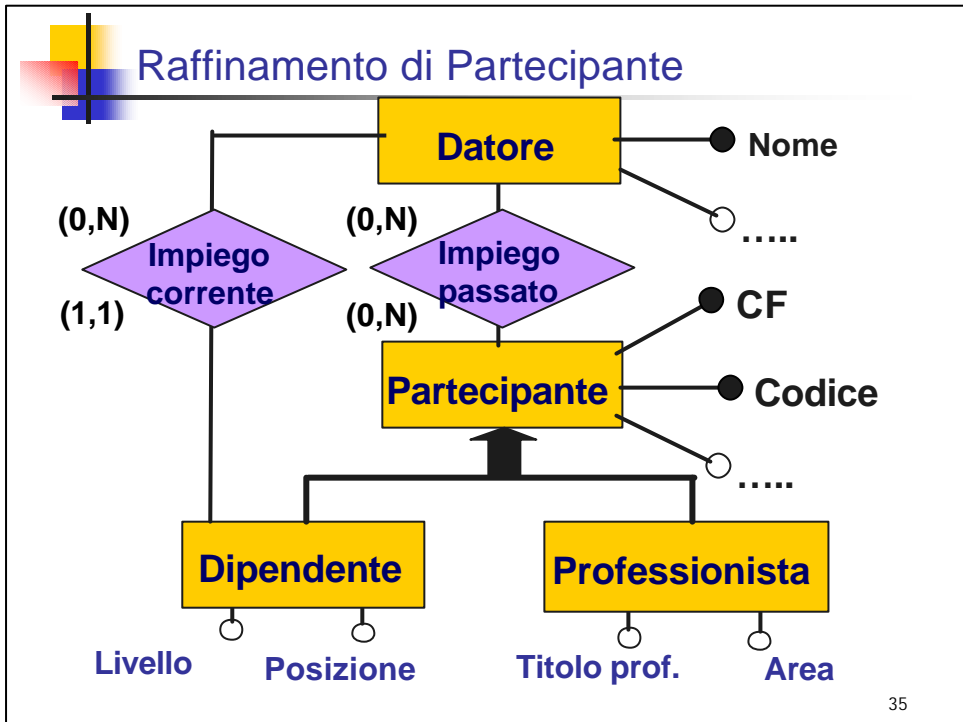 Raffinamento di Partecipante
Datore
Nome
…..
(0,N)
Impiego
corrente
(1,1)
(0,N)
Impiego
passato
(0,N)
CF
Partecipante
Codice
…..
Dipendente
Professionista
Livello
Posizione
Titolo prof.
Area
35